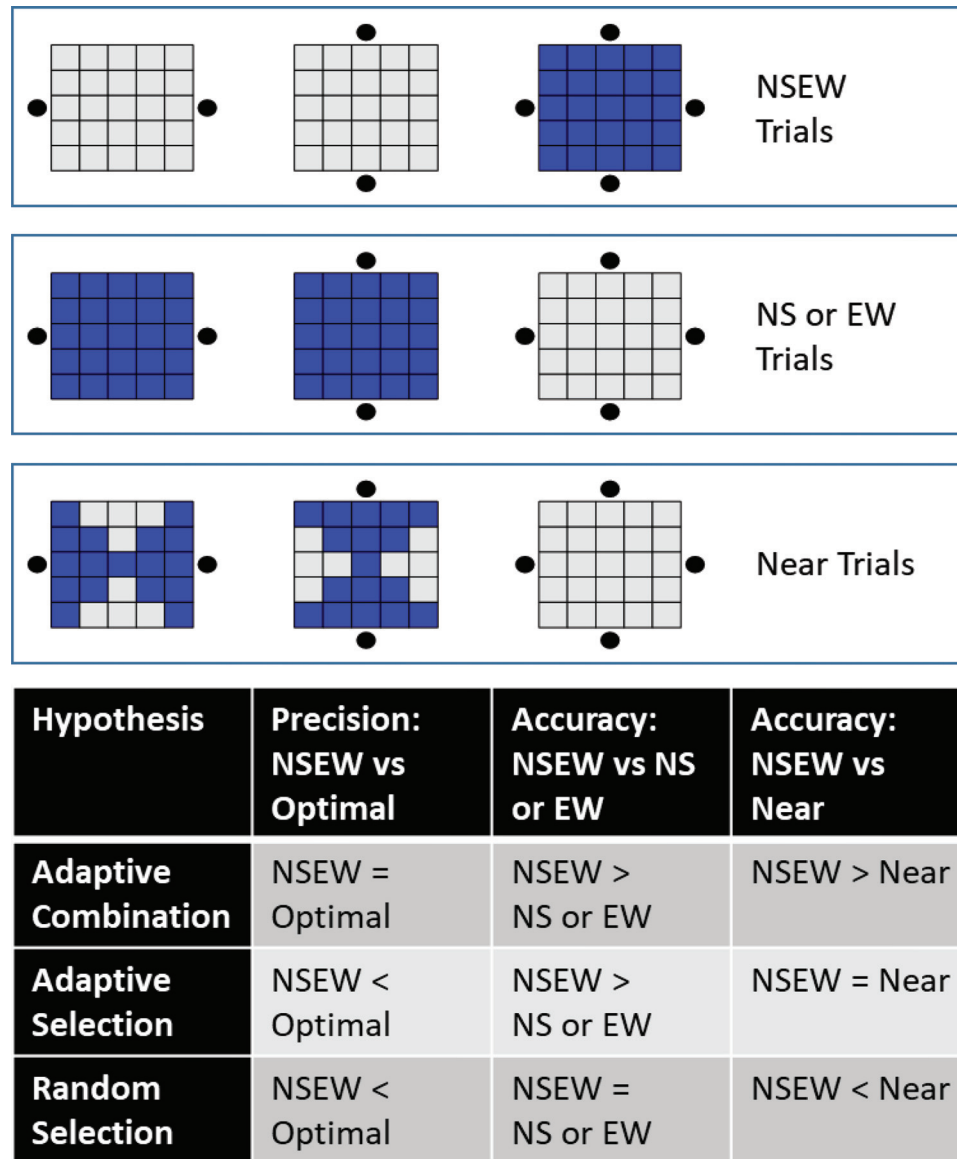 NSEW
Trials
NS or EW
Trials
Near Trials
Hypothesis
Precision:
NSEW vs
Optimal
Accuracy:
NSEW vs NS
or EW
Accuracy:
NSEW vs
Near
Adaptive
Combination
NSEW =
Optimal
NSEW >
NS or EW
NSEW > Near
Adaptive
Selection
NSEW <
Optimal
NSEW >
NS or EW
NSEW = Near
Random
Selection
NSEW <
Optimal
NSEW =
NS or EW
NSEW < Near